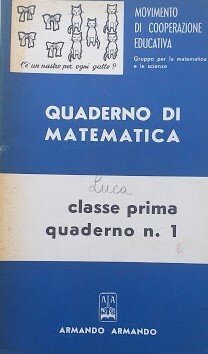 C'è un nastro per ogni gatto?
MOVIMENTO
DI COOPERAZIONE
EDUCATIVA
Gruppo per la matematica
e le scienze
QUADERNO DI
MATEMATICA
Luca
classe prima
quaderno n. 1
A A
ARMANDO ARMANDO